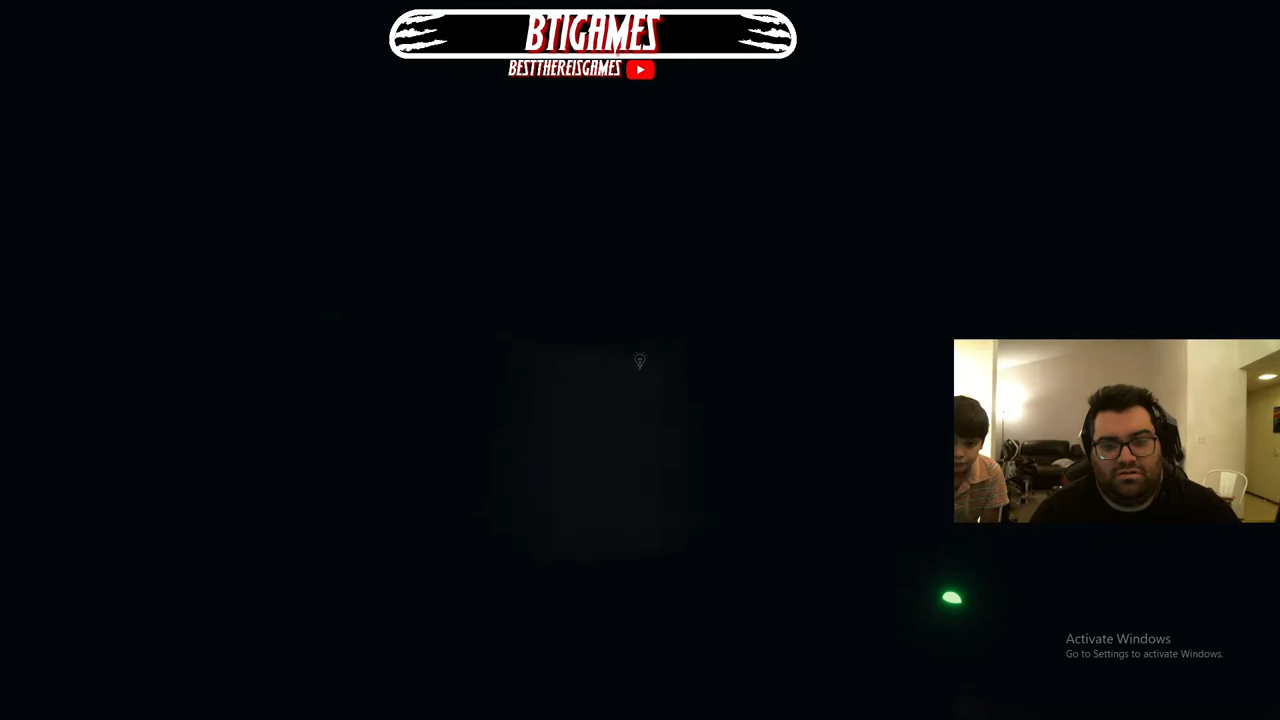 BTIGAMES
BESTTHEREISGAMES
Activate Windows
Go to Settings to activate Windows.